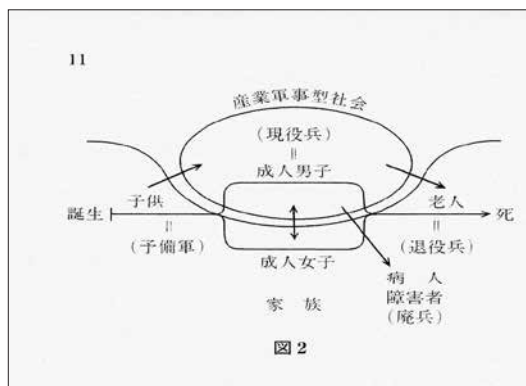 11
産業軍事型社会
(現役兵)
=
成人男子
子供
老人
誕生
死
=
=
(予備軍)
(退役兵)
成人女子
病人
障害者
(廃兵)
家族
図2